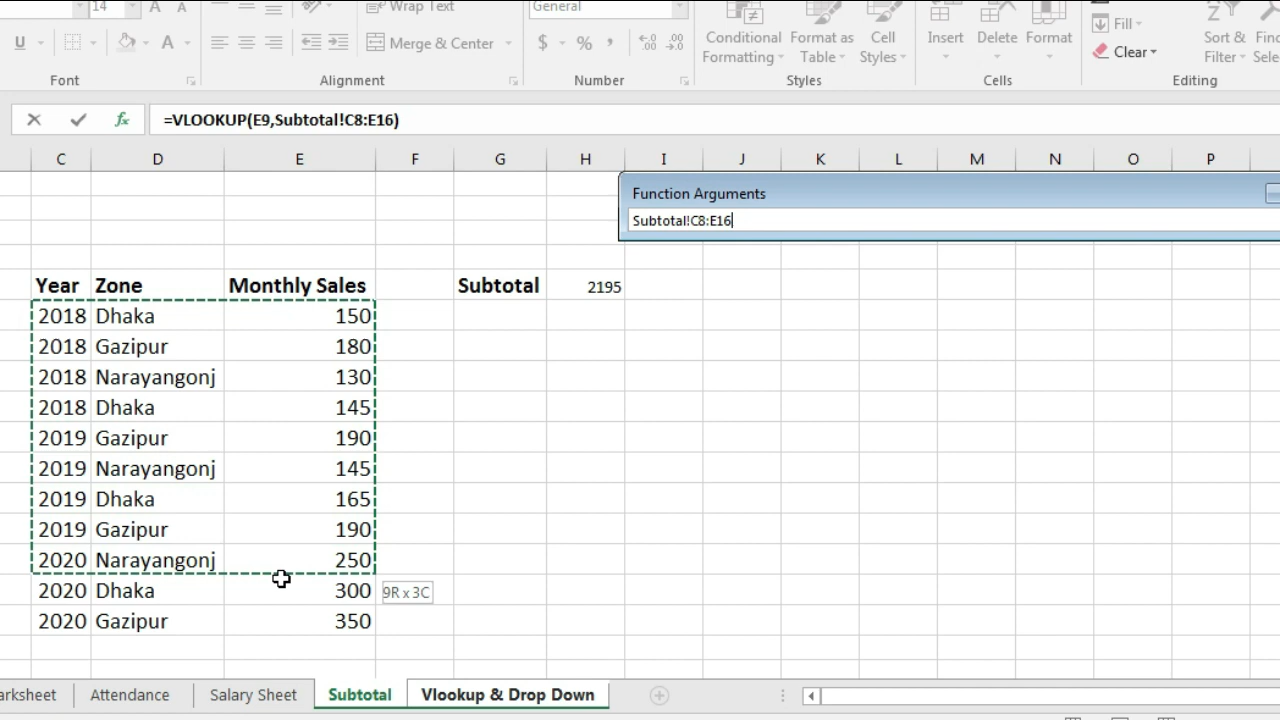 14 A A Wrap Text General
U A Merge & Center $ % , .0 .00 Conditional Formatting Format as Table Cell Styles Insert Delete Format Fill Clear Sort & Filter
Font Alignment Number Styles Cells Editing
fx =VLOOKUP(E9,Subtotal!C8:E16)
C D E F G H I J K L M N O P
Function Arguments
Subtotal!C8:E16
Year Zone Monthly Sales Subtotal 2195
2018 Dhaka 150
2018 Gazipur 180
2018 Narayangonj 130
2018 Dhaka 145
2019 Gazipur 190
2019 Narayangonj 145
2019 Dhaka 165
2019 Gazipur 190
2020 Narayangonj 250
2020 Dhaka 300 9R x 3C
2020 Gazipur 350
arksheet Attendance Salary Sheet Subtotal Vlookup & Drop Down